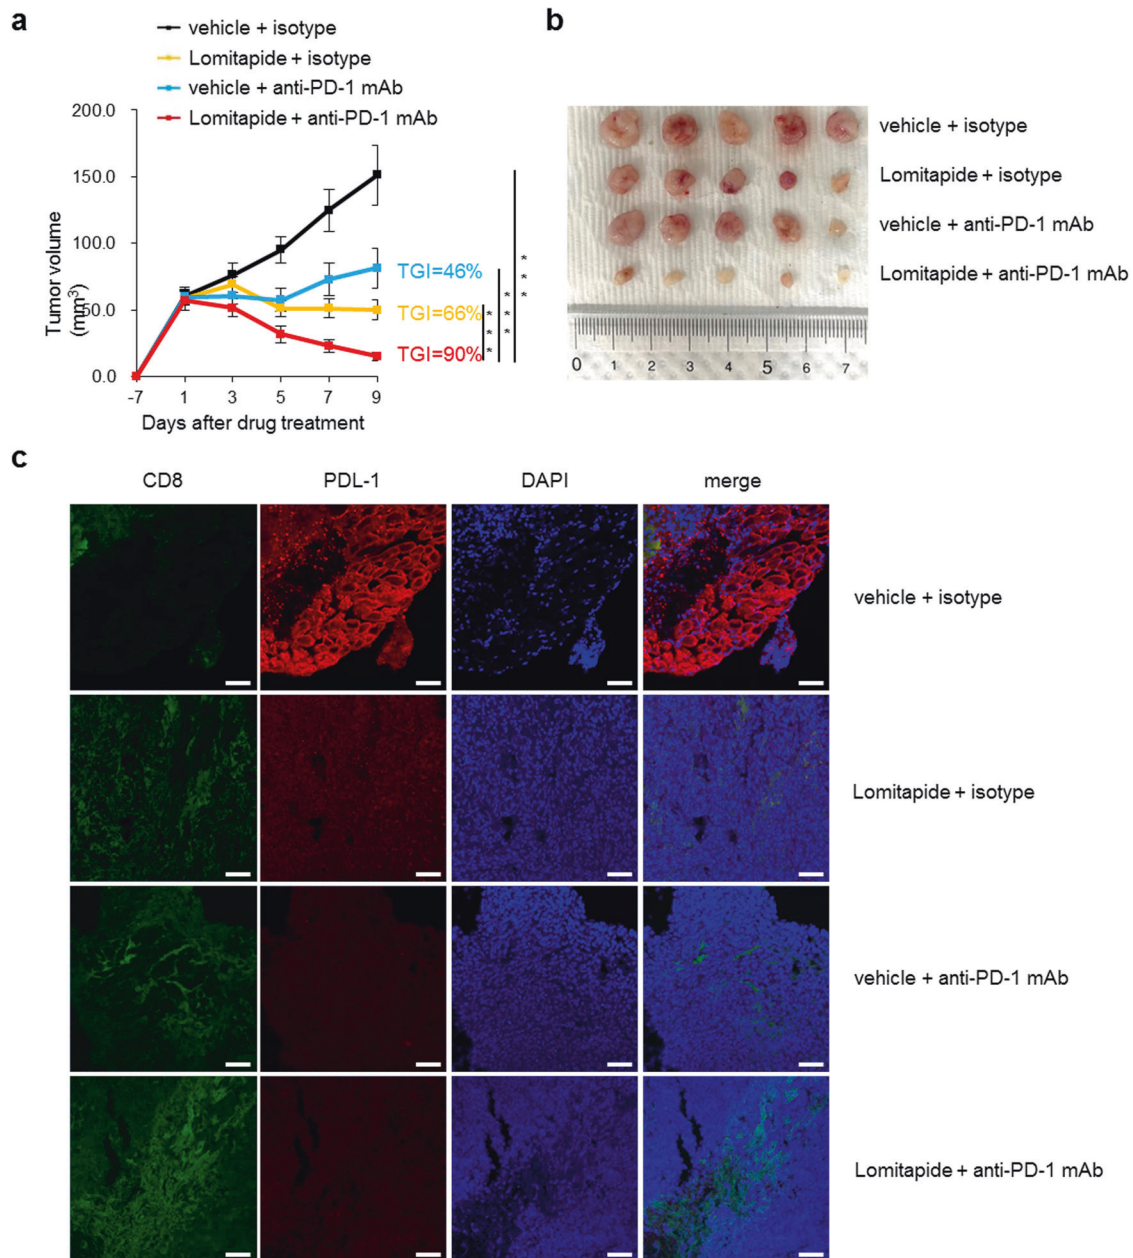 a
vehicle + isotype
Lomitapide + isotype
vehicle + anti-PD-1 mAb
Lomitapide + anti-PD-1 mAb
Tumor volume
(mm³)
200.0
150.0
100.0
50.0
0.0
-7 1 3 5 7 9
Days after drug treatment
TGI=46%
TGI=66%
TGI=90%
* *
* * *
* * *
b
vehicle + isotype
Lomitapide + isotype
vehicle + anti-PD-1 mAb
Lomitapide + anti-PD-1 mAb
0 1 2 3 4 5 6 7
c
CD8 PDL-1 DAPI merge
vehicle + isotype
Lomitapide + isotype
vehicle + anti-PD-1 mAb
Lomitapide + anti-PD-1 mAb